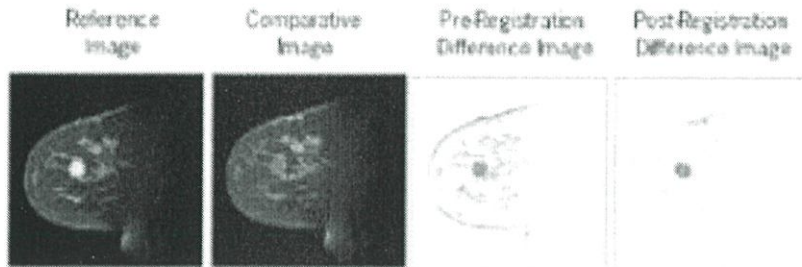 Reference
Image
Comparative
Image
Pre-Registration
Difference Image
Post-Registration
Difference Image